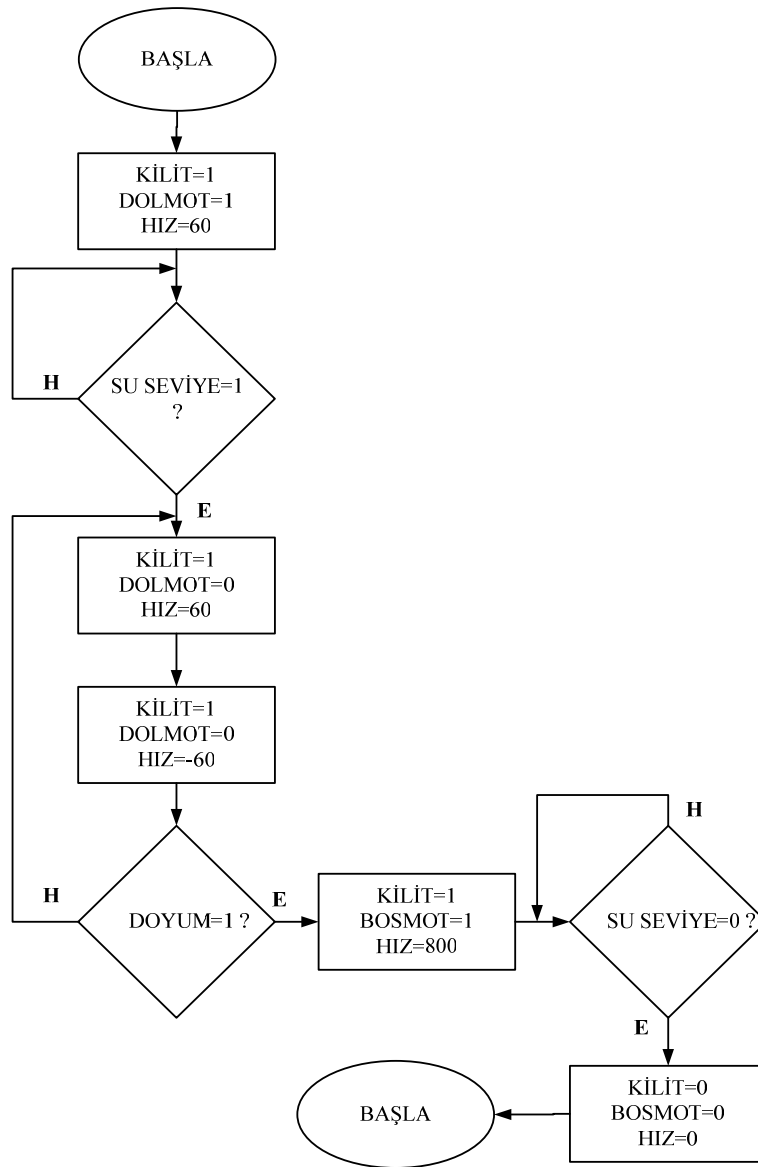 BAŞLA
KİLİT=1
DOLMOT=1
HIZ=60
H
SU SEVİYE=1
?
E
KİLİT=1
DOLMOT=0
HIZ=60
KİLİT=1
DOLMOT=0
HIZ=-60
H
DOYUM=1 ?
E
KİLİT=1
BOSMOT=1
HIZ=800
H
SU SEVİYE=0 ?
E
KİLİT=0
BOSMOT=0
HIZ=0
BAŞLA